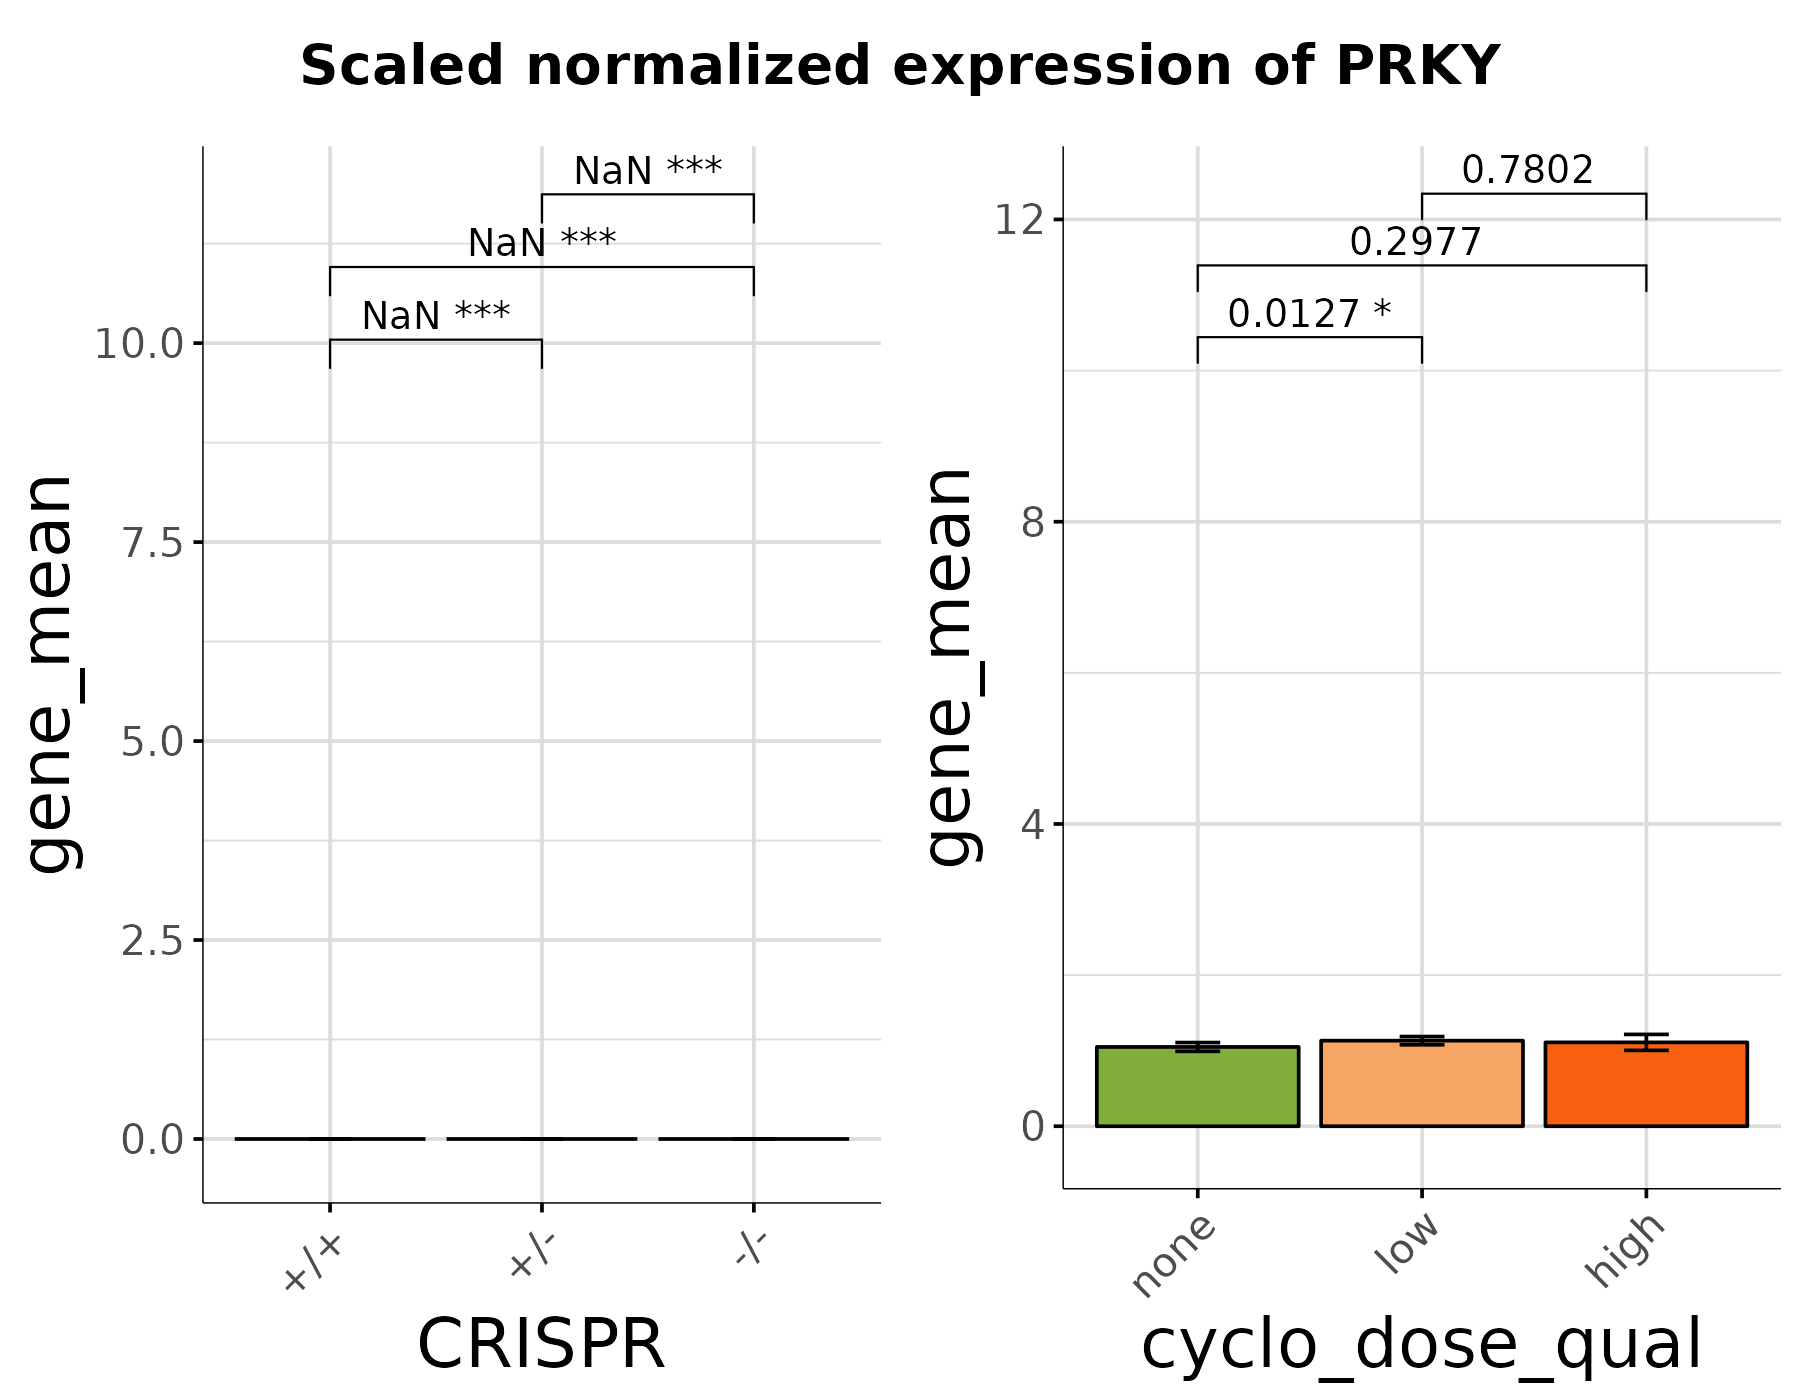 Scaled normalized expression of PRKY
gene_mean
10.0
7.5
5.0
2.5
0.0
NaN ***
NaN ***
NaN ***
+/+
+/-
-/-
CRISPR
gene_mean
12
8
4
0
0.7802
0.2977
0.0127 *
none
low
high
cyclo_dose_qual